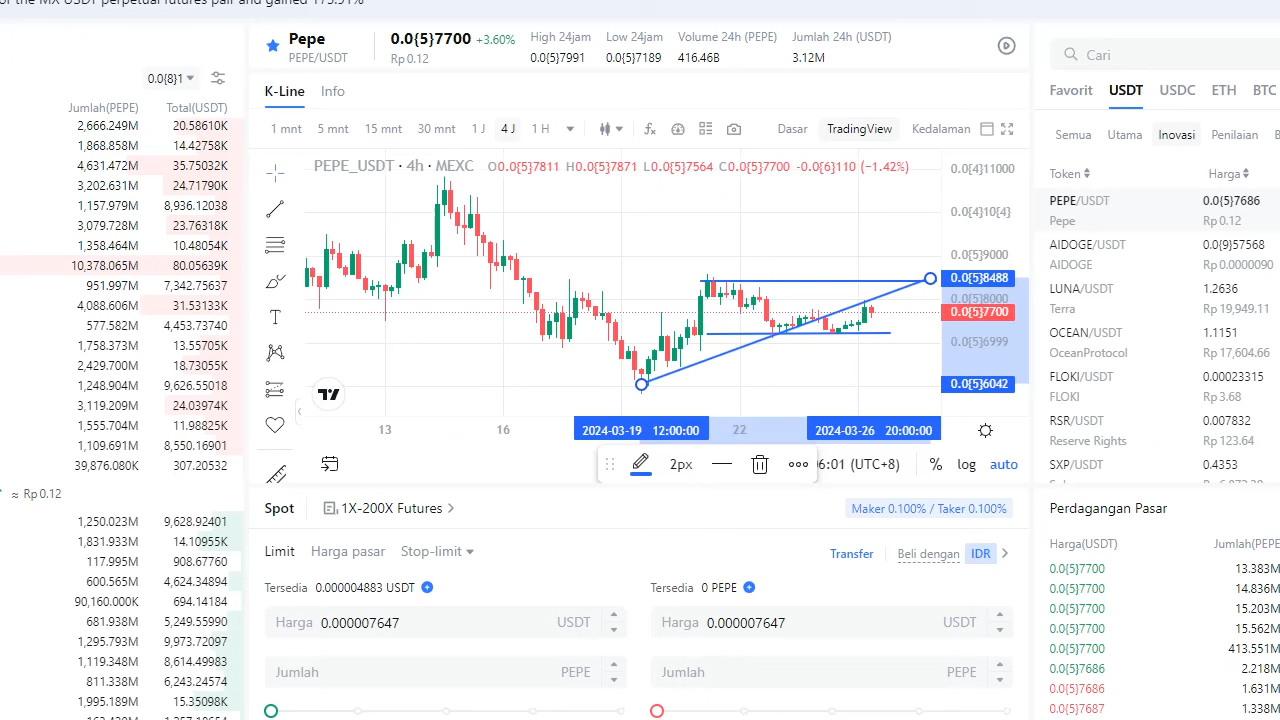 of the MX USDT perpetual futures pair and gained 175.51%
0.0{8}1
Jumlah(PEPE) Total(USDT)
2,666.249M 20.58610K
1,868.858M 14.42758K
4,631.472M 35.75032K
3,202.631M 24.71790K
1,157.979M 8,936.12038
3,079.728M 23.76318K
1,358.464M 10.48054K
10,378.065M 80.05639K
951.997M 7,342.75637
4,088.606M 31.5313K
577.582M 4,453.73740
1,758.373M 13.55705K
2,429.700M 18.73055K
1,248.904M 9,626.55018
3,119.209M 24.03974K
1,555.704M 11.98825K
1,109.691M 8,550.16901
39,876.080K 307.20532
≈ Rp 0.12
1,250.023M 9,628.92401
1,831.933M 14.10955K
117.995M 908.67760
600.565M 4,624.34894
90,160.000K 694.14184
681.938M 5,249.55990
1,295.793M 9,973.72097
1,119.348M 8,614.49983
811.338M 6,243.24574
1,995.189M 15.35098K
Pepe
PEPE/USDT
0.0{5}7700 +3.60%
Rp 0.12
High 24jam
0.0{5}7991
Low 24jam
0.0{5}7189
Volume 24h (PEPE)
416.46B
Jumlah 24h (USDT)
3.12M
K-Line Info
1 mnt 5 mnt 15 mnt 30 mnt 1 J 4 J 1 H
Dasar TradingView Kedalaman
PEPE_USDT · 4h · MEXC O0.0{5}7811 H0.0{5}7871 L0.0{5}7564 C0.0{5}7700 -0.0{6}110 (−1.42%)
0.0{4}11000
0.0{4}10{4}
0.0{5}9000
0.0{5}8488
0.0{5}8000
0.0{5}7700
0.0{5}6999
0.0{5}6042
13 16 2024-03-19 12:00:00 22 2024-03-26 20:00:00
2px
6:01 (UTC+8) % log auto
Spot 1X-200X Futures
Maker 0.100% / Taker 0.100%
Limit Harga pasar Stop-limit
Transfer Beli dengan IDR
Tersedia 0.000004883 USDT
Harga 0.000007647 USDT
Jumlah PEPE
Tersedia 0 PEPE
Harga 0.000007647 USDT
Jumlah PEPE
Cari
Favorit USDT USDC ETH BTC
Semua Utama Inovasi Penilaian
Token Harga
PEPE/USDT 0.0{5}7686
Pepe Rp 0.12
AIDOGE/USDT 0.0{9}57568
AIDOGE Rp 0.0000090
LUNA/USDT 1.2636
Terra Rp 19,949.11
OCEAN/USDT 1.1151
OceanProtocol Rp 17,604.66
FLOKI/USDT 0.00023315
FLOKI Rp 3.68
RSR/USDT 0.007832
Reserve Rights Rp 123.64
SXP/USDT 0.4353
Perdagangan Pasar
Harga(USDT) Jumlah(PEPE
0.0{5}7700 13.383M
0.0{5}7700 14.836M
0.0{5}7700 15.203M
0.0{5}7700 15.562M
0.0{5}7700 413.551M
0.0{5}7686 2.218M
0.0{5}7686 1.631M
0.0{5}7687 1.338M